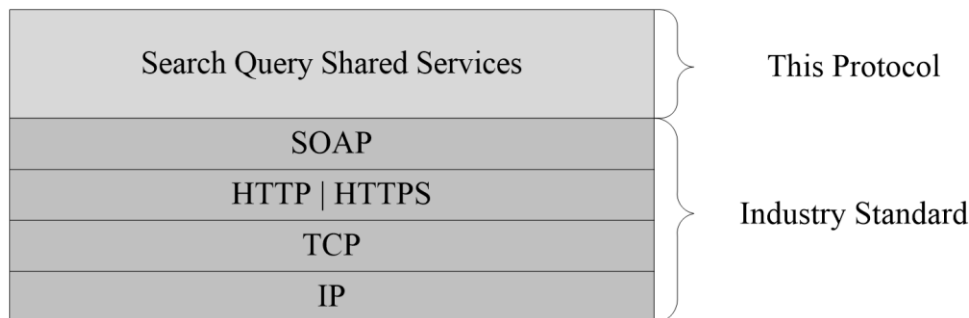 Search Query Shared Services
This Protocol
SOAP
HTTP | HTTPS
Industry Standard
TCP
IP